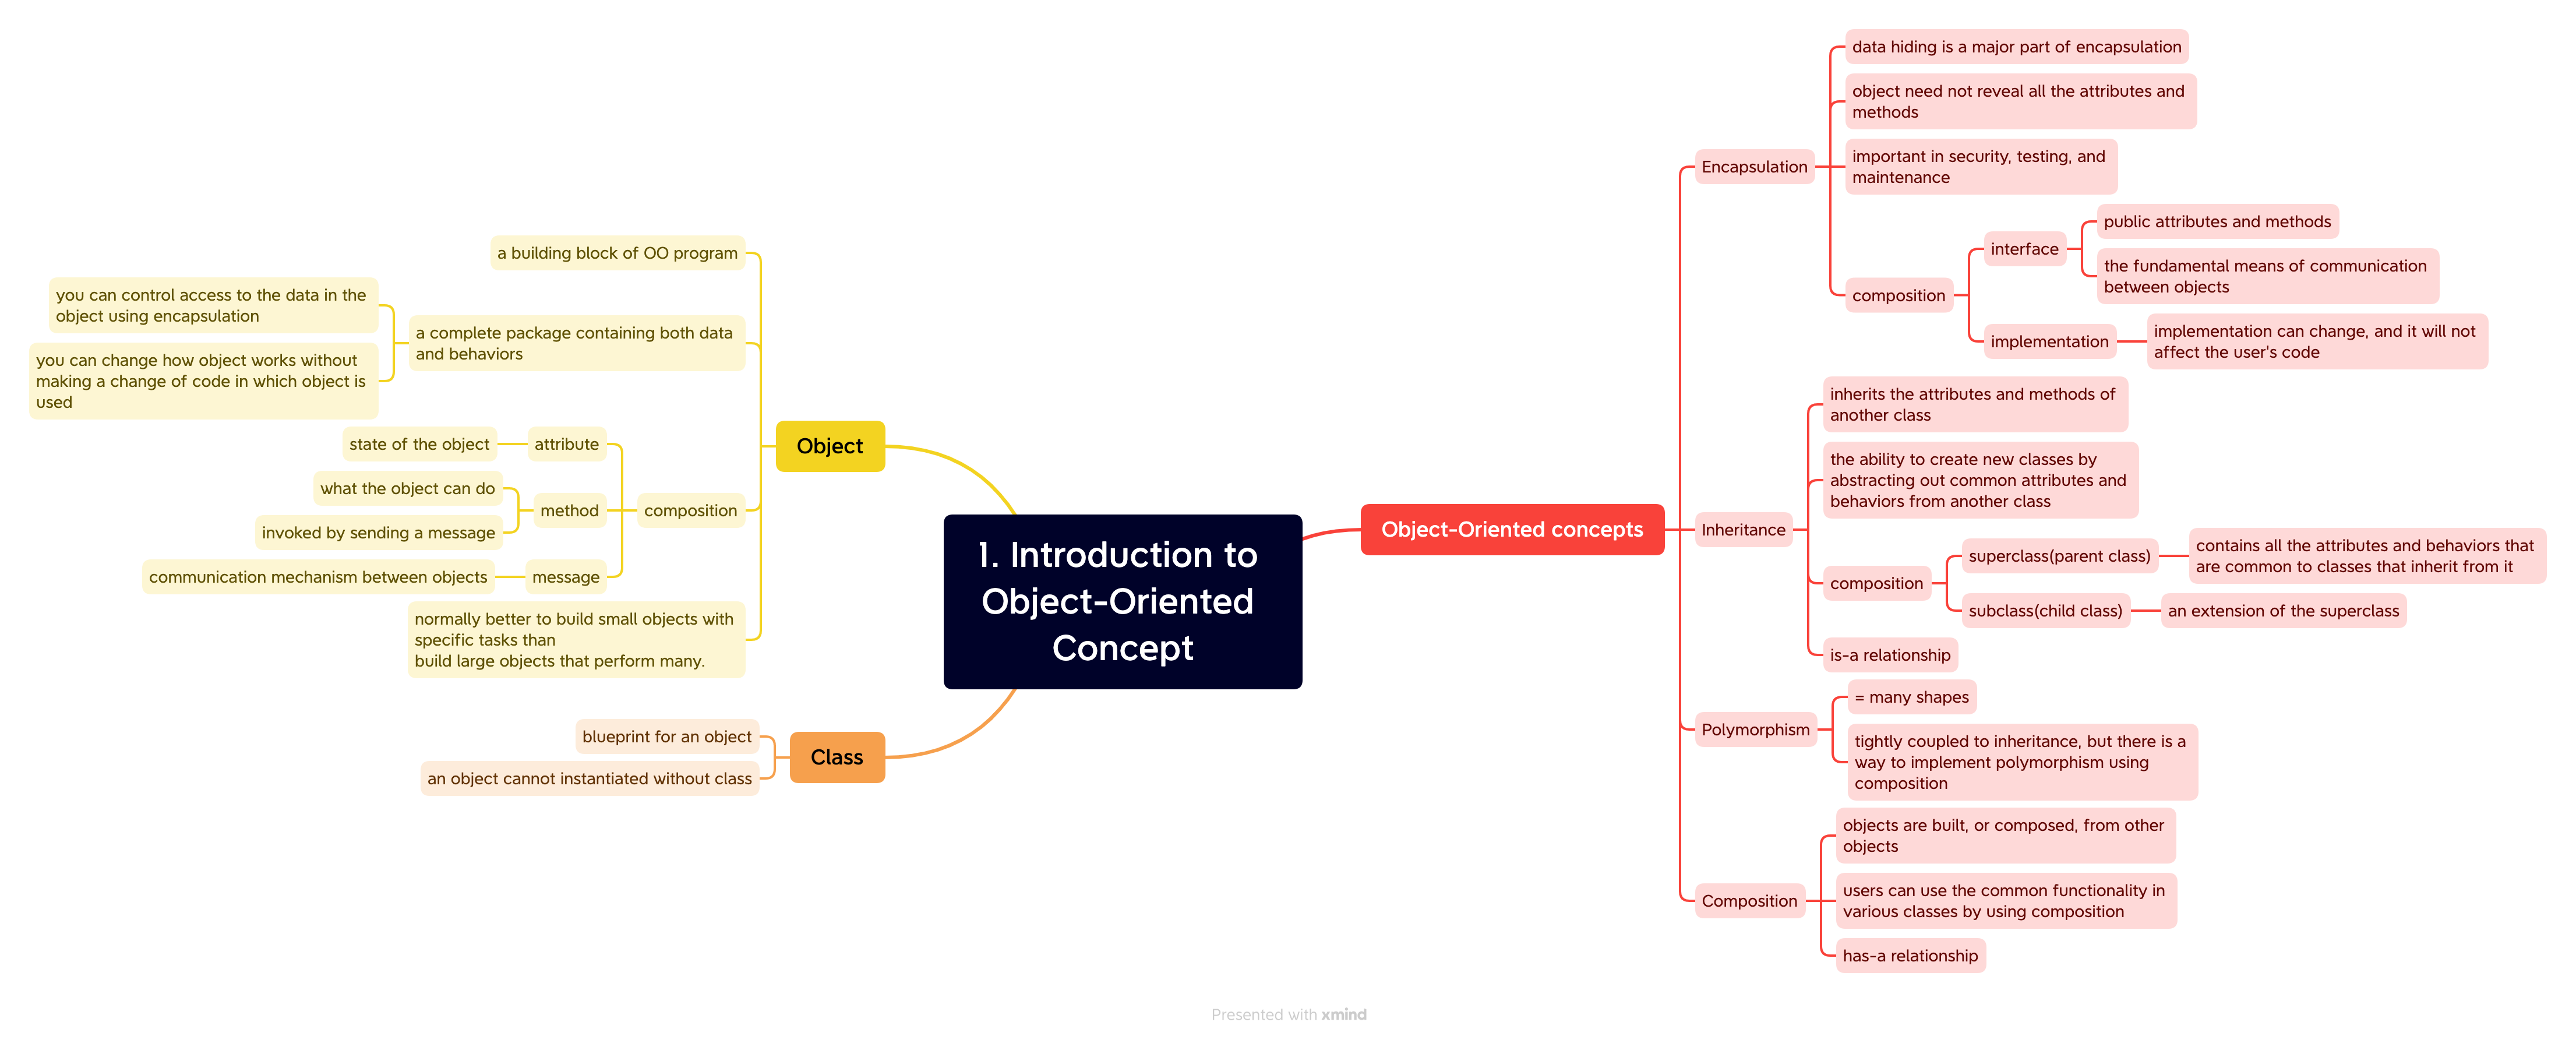 1. Introduction to
Object-Oriented
Concept
Object-Oriented concepts
Encapsulation
data hiding is a major part of encapsulation
object need not reveal all the attributes and
methods
important in security, testing, and
maintenance
composition
interface
public attributes and methods
the fundamental means of communication
between objects
implementation
implementation can change, and it will not
affect the user's code
Inheritance
inherits the attributes and methods of
another class
the ability to create new classes by
abstracting out common attributes and
behaviors from another class
composition
superclass(parent class)
contains all the attributes and behaviors that
are common to classes that inherit from it
subclass(child class)
an extension of the superclass
is-a relationship
Polymorphism
= many shapes
tightly coupled to inheritance, but there is a
way to implement polymorphism using
composition
Composition
objects are built, or composed, from other
objects
users can use the common functionality in
various classes by using composition
has-a relationship
Object
a building block of OO program
a complete package containing both data
and behaviors
you can control access to the data in the
object using encapsulation
you can change how object works without
making a change of code in which object is
used
composition
attribute
state of the object
method
what the object can do
invoked by sending a message
message
communication mechanism between objects
normally better to build small objects with
specific tasks than
build large objects that perform many.
Class
blueprint for an object
an object cannot instantiated without class
Presented with xmind